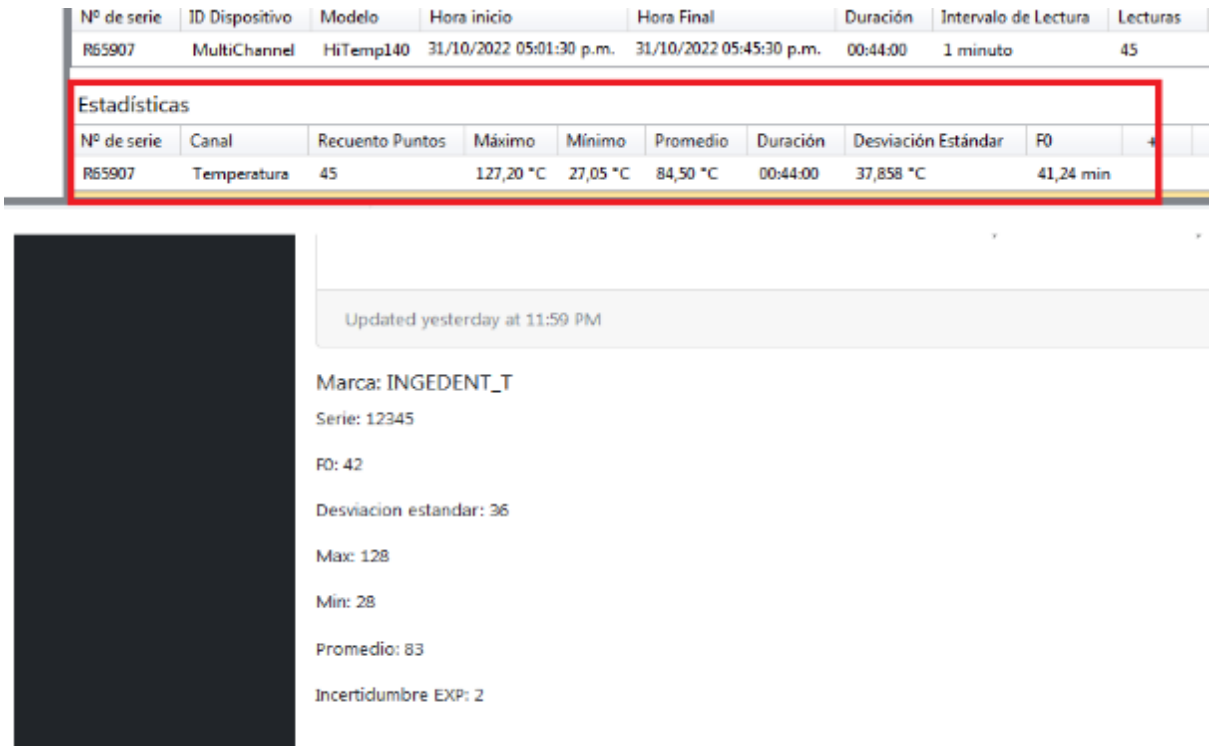 Nº de serie ID Dispositivo Modelo Hora inicio Hora Final Duración Intervalo de Lectura Lecturas
R65907 MultiChannel HiTemp140 31/10/2022 05:01:30 p.m. 31/10/2022 05:45:30 p.m. 00:44:00 1 minuto 45
Estadísticas
Nº de serie Canal Recuento Puntos Máximo Mínimo Promedio Duración Desviación Estándar F0 +
R65907 Temperatura 45 127,20 °C 27,05 °C 84,50 °C 00:44:00 37,858 °C 41,24 min
Updated yesterday at 11:59 PM
Marca: INGEDENT_T
Serie: 12345
F0: 42
Desviacion estandar: 36
Max: 128
Min: 28
Promedio: 83
Incertidumbre EXP: 2